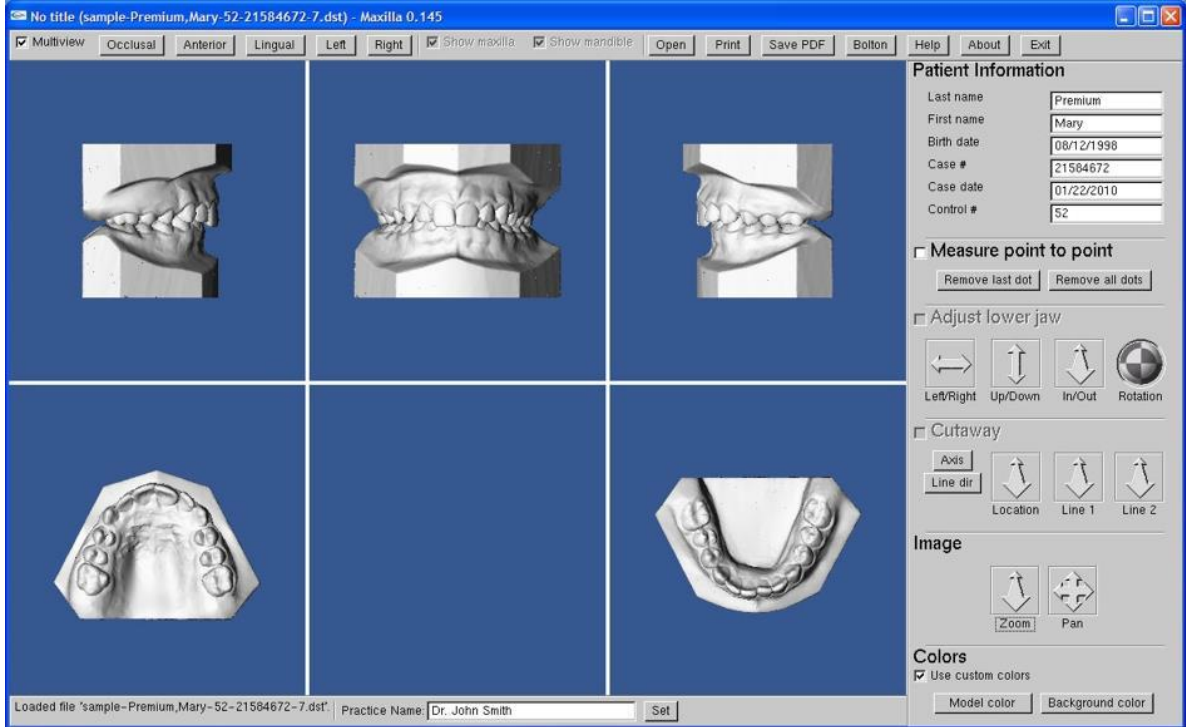 No title (sample-Premium,Mary-52-21584672-7.dst) - Maxilla 0.145
Multiview Occlusal Anterior Lingual Left Right Show maxilla Show mandible Open Print Save PDF Bolton Help About Exit
Patient Information
Last name Premium
First name Mary
Birth date 08/12/1998
Case # 21584672
Case date 01/22/2010
Control # 52
Measure point to point
Remove last dot Remove all dots
Adjust lower jaw
Left/Right Up/Down In/Out Rotation
Cutaway
Axis
Line dir
Location Line 1 Line 2
Image
Zoom Pan
Colors
Use custom colors
Model color Background color
Loaded file 'sample-Premium,Mary-52-21584672-7.dst'. Practice Name: Dr. John Smith Set